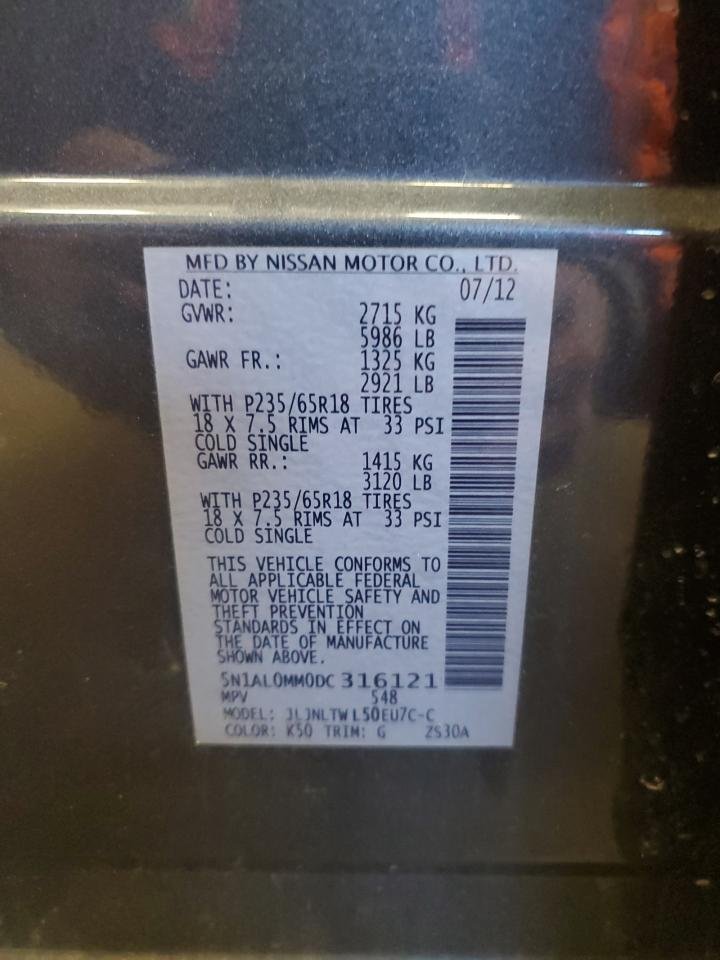 MFD BY NISSAN MOTOR CO., LTD.
DATE: 07/12
GVWR: 2715 KG
5986 LB
GAWR FR.: 1325 KG
2921 LB
WITH P235/65R18 TIRES
18 X 7.5 RIMS AT 33 PSI
COLD SINGLE
GAWR RR.: 1415 KG
3120 LB
WITH P235/65R18 TIRES
18 X 7.5 RIMS AT 33 PSI
COLD SINGLE
THIS VEHICLE CONFORMS TO
ALL APPLICABLE FEDERAL
MOTOR VEHICLE SAFETY AND
THEFT PREVENTION
STANDARDS IN EFFECT ON
THE DATE OF MANUFACTURE
SHOWN ABOVE.
5N1AL0MM0DC 316121
MPV 548
MODEL: JLJNLTW L50EU7C-C
COLOR: K50 TRIM: G ZS30A